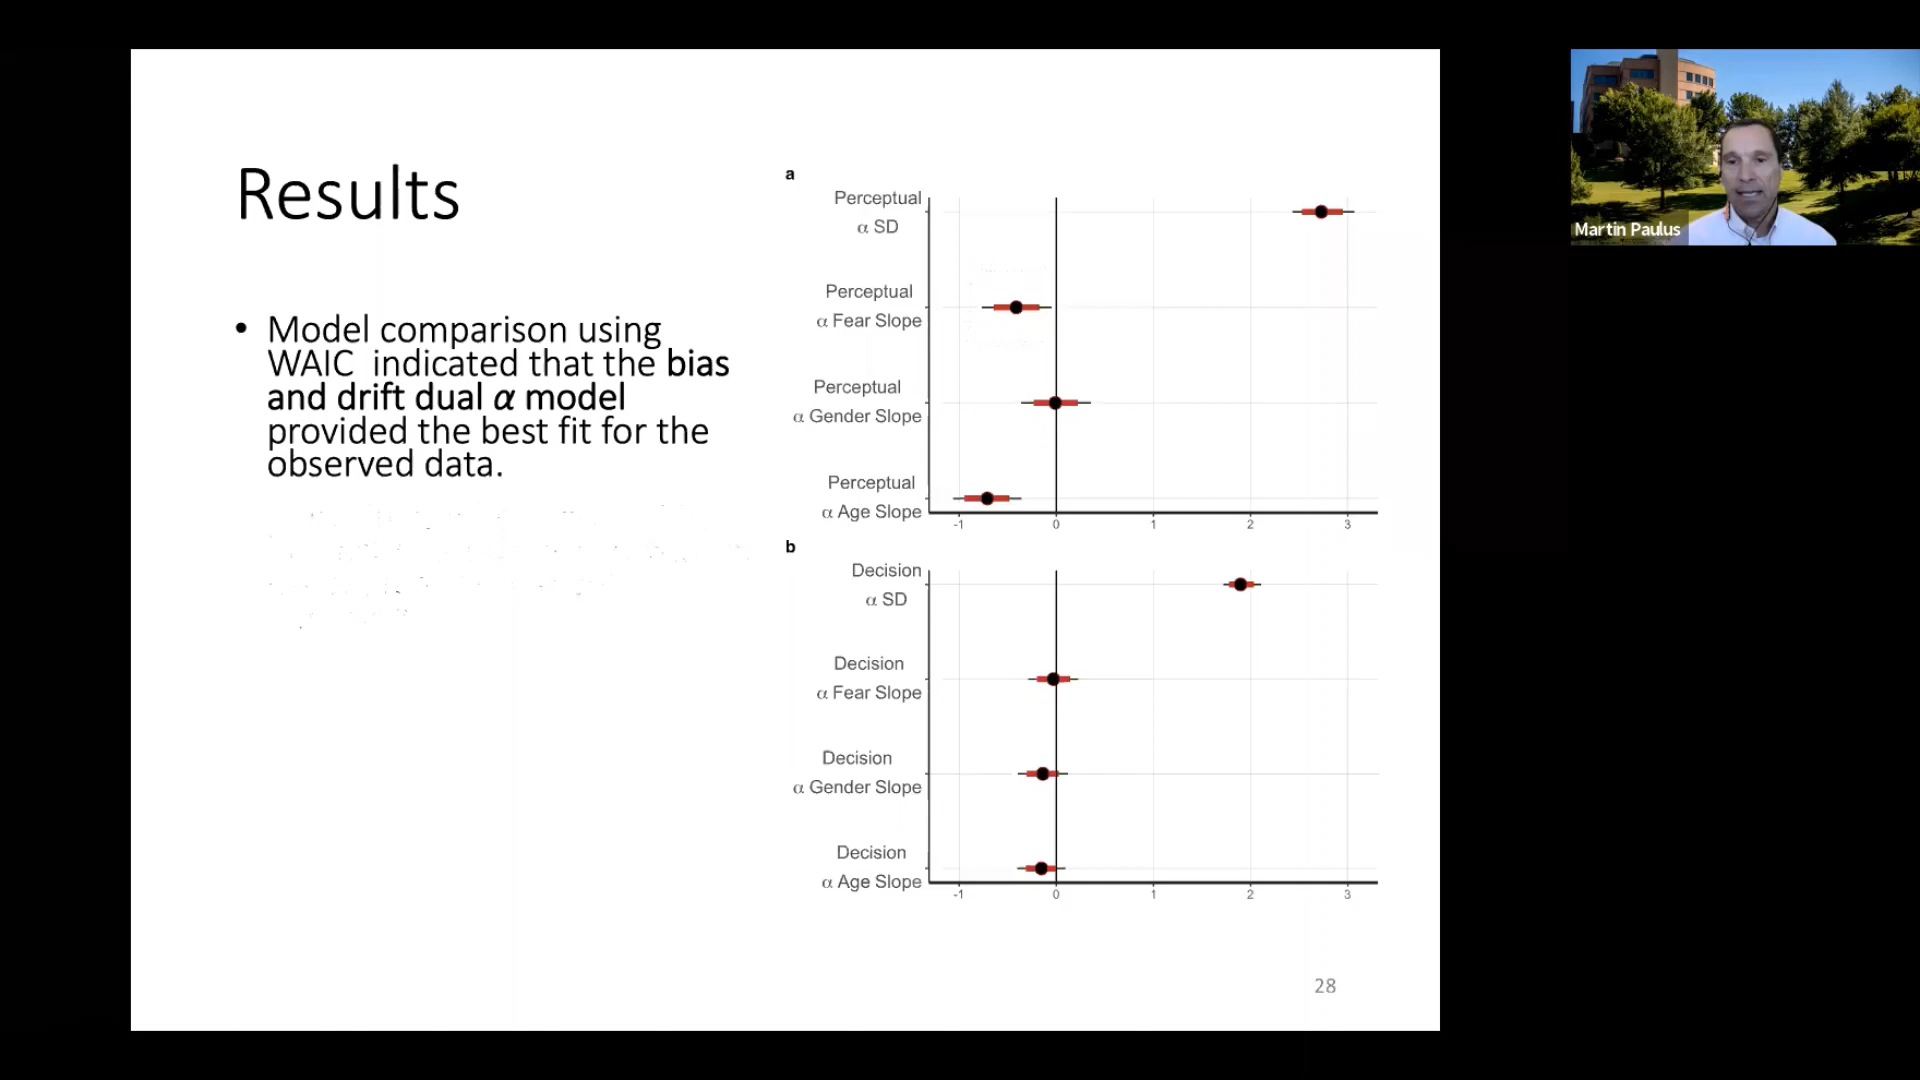 Results
• Model comparison using
WAIC indicated that the bias
and drift dual α model
provided the best fit for the
observed data.
a
Perceptual
α SD
Perceptual
α Fear Slope
Perceptual
α Gender Slope
Perceptual
α Age Slope
-1 0 1 2 3
b
Decision
α SD
Decision
α Fear Slope
Decision
α Gender Slope
Decision
α Age Slope
-1 0 1 2 3
28
Martin Paulus